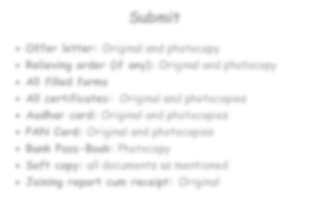 Submit
• Offer letter: Original and photocopy
• Relieving order (if any): Original and photocopy
• All filled forms
• All certificates: Original and photocopies
• Aadhar card: Original and photocopies
• PAN Card: Original and photocopies
• Bank Pass-Book: Photocopy
• Soft copy: all documents as mentioned
• Joining report cum receipt: Original